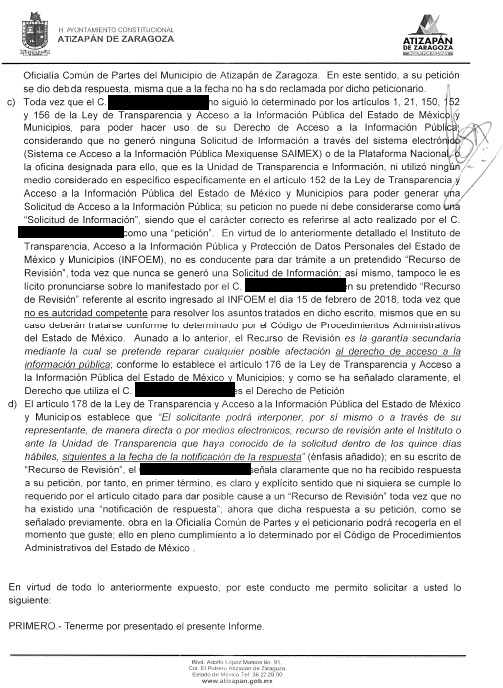 H. AYUNTAMIENTO CONSTITUCIONAL
ATIZAPÁN DE ZARAGOZA
ATIZAPÁN
DE ZARAGOZA
Oficialía Común de Partes del Municipio de Atizapán de Zaragoza. En este sentido, a su petición
se dio debda respuesta, misma que a la fecha no ha sdo reclamada por dicho peticionario.
c) Toda vez que el C. no siguió lo determinado por los artículos 1, 21, 150, 152
y 156 de la Ley de Transparencia y Acceso a la Información Pública del Estado de México y
Municipios, para poder hacer uso de su Derecho de Acceso a la Información Pública,
considerando que no generó ninguna Solicitud de Información a través del sistema electrónico
(Sistema ce Acceso a la Información Pública Mexiquense SAIMEX) o de la Plataforma Nacional, o
la oficina designada para ello, que es la Unidad de Transparencia e Información, ni utilizó ningún
medio considerado en específico específicamente en el artículo 152 de la Ley de Transparencia y
Acceso a la Información Pública del Estado de México y Municipios para poder generar una
Solicitud de Acceso a la Información Pública; su peticion no puede ni debe considerarse como una
“Solicitud de Información”, siendo que el carácter correcto es referirse al acto realizado por el C.
como una “petición”. En virtud de lo anteriormente detallado el Instituto de
Transparencia, Acceso a la Información Pública y Protección de Datos Personales del Estado de
México y Municipios (INFOEM), no es conducente para dar trámite a un pretendido “Recurso de
Revisión”, toda vez que nunca se generó una Solicitud de Información; así mismo, tampoco le es
lícito pronunciarse sobre lo manifestado por el C. en su pretendido “Recurso
de Revisión” referente al escrito ingresado al INFOEM el día 15 de febrero de 2018, toda vez que
no es autcridad competente para resolver los asuntos tratados en dicho escrito, mismos que en su
caso deberán tratarse conforme lo determinado por el Código de Procedimientos Administrativos
del Estado de México. Aunado a lo anterior, el Recurso de Revisión es la garantía secundaria
mediante la cual se pretende reparar cualquier posible afectación al derecho de acceso a la
información pública; conforme lo establece el artículo 176 de la Ley de Transparencia y Acceso a
la Información Pública del Estado de México y Municipios; y como se ha señalado claramente, el
Derecho que utiliza el C. es el Derecho de Petición
d) El artículo 178 de la Ley de Transparencia y Acceso a la Información Pública del Estado de México
y Municipios establece que “El solicitante podrá interponer, por sí mismo o a través de su
representante, de manera directa o por medios electronicos, recurso de revisión ante el Instituto o
ante la Unidad de Transparencia que haya conocido de la solicitud dentro de los quince días
hábiles, siguientes a la fecha de la notificación de la respuesta” (énfasis añadido); en su escrito de
“Recurso de Revisión”, el señala claramente que no ha recibido respuesta
a su petición, por tanto, en primer término, es claro y explícito sentido que ni siquiera se cumple lo
requerido por el artículo citado para dar posible cause a un “Recurso de Revisión” toda vez que no
ha existido una “notificación de respuesta”; ahora que dicha respuesta a su petición, como se
señalado previamente, obra en la Oficialía Común de Partes y el peticionario podrá recogerla en el
momento que guste; ello en pleno cumplimiento a lo determinado por el Código de Procedimientos
Administrativos del Estado de México .
En virtud de todo lo anteriormente expuesto, por este conducto me permito solicitar a usted lo
siguiente:
PRIMERO.- Tenerme por presentado el presente Informe.
Blvd. Adolfo López Mateos No. 91,
Col. El Potrero Atizapán de Zaragoza,
Estado de México Tel. 36 22 28 00
www.atizapan.gob.mx